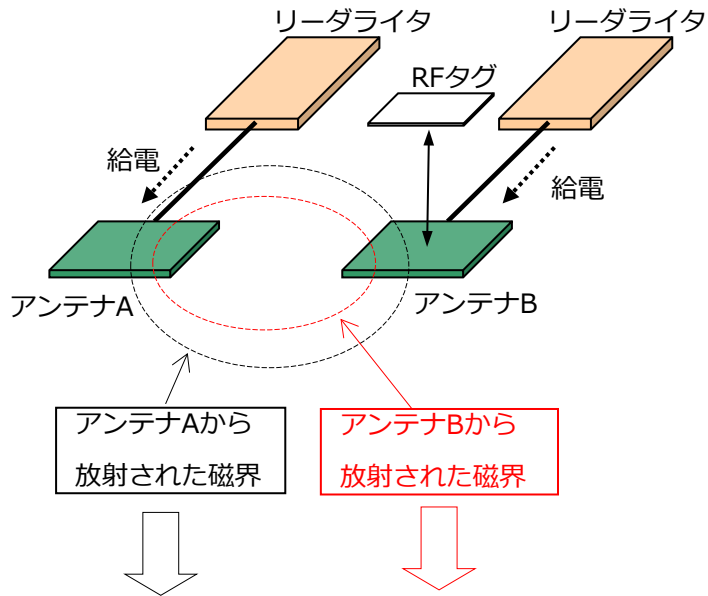 リーダライタ
リーダライタ
RFタグ
給電
給電
アンテナA
アンテナB
アンテナAから
放射された磁界
アンテナBから
放射された磁界